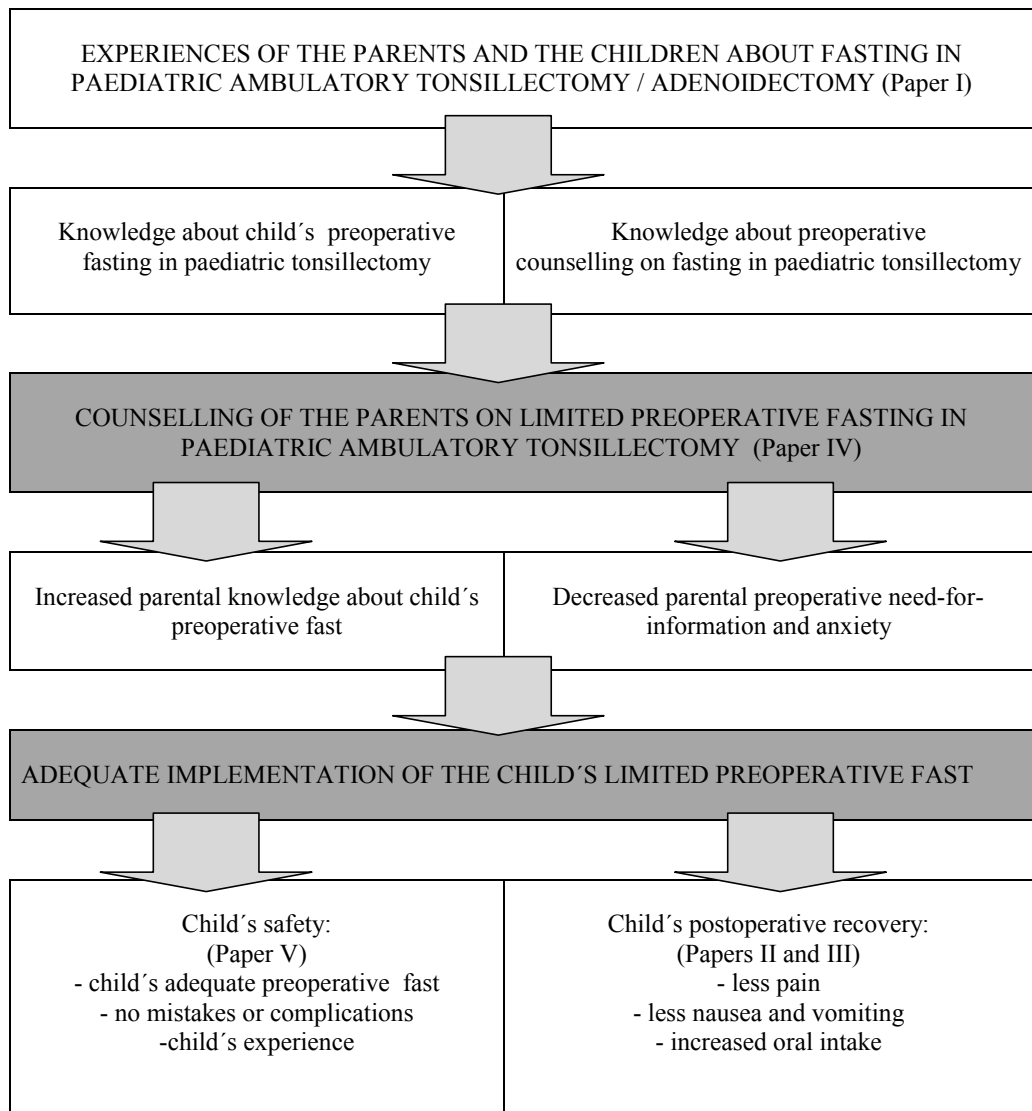 EXPERIENCES OF THE PARENTS AND THE CHILDREN ABOUT FASTING IN
PAEDIATRIC AMBULATORY TONSILLECTOMY / ADENOIDECTOMY (Paper I)
Knowledge about child´s  preoperative
fasting in paediatric tonsillectomy
Knowledge about preoperative
counselling on fasting in paediatric tonsillectomy
COUNSELLING OF THE PARENTS ON LIMITED PREOPERATIVE FASTING IN
PAEDIATRIC AMBULATORY TONSILLECTOMY  (Paper IV)
Increased parental knowledge about child´s
preoperative fast
Decreased parental preoperative need-for-
information and anxiety
ADEQUATE IMPLEMENTATION OF THE CHILD´S LIMITED PREOPERATIVE FAST
Child´s safety:
(Paper V)
- child´s adequate preoperative  fast
- no mistakes or complications
-child´s experience
Child´s postoperative recovery:
(Papers II and III)
- less pain
- less nausea and vomiting
- increased oral intake